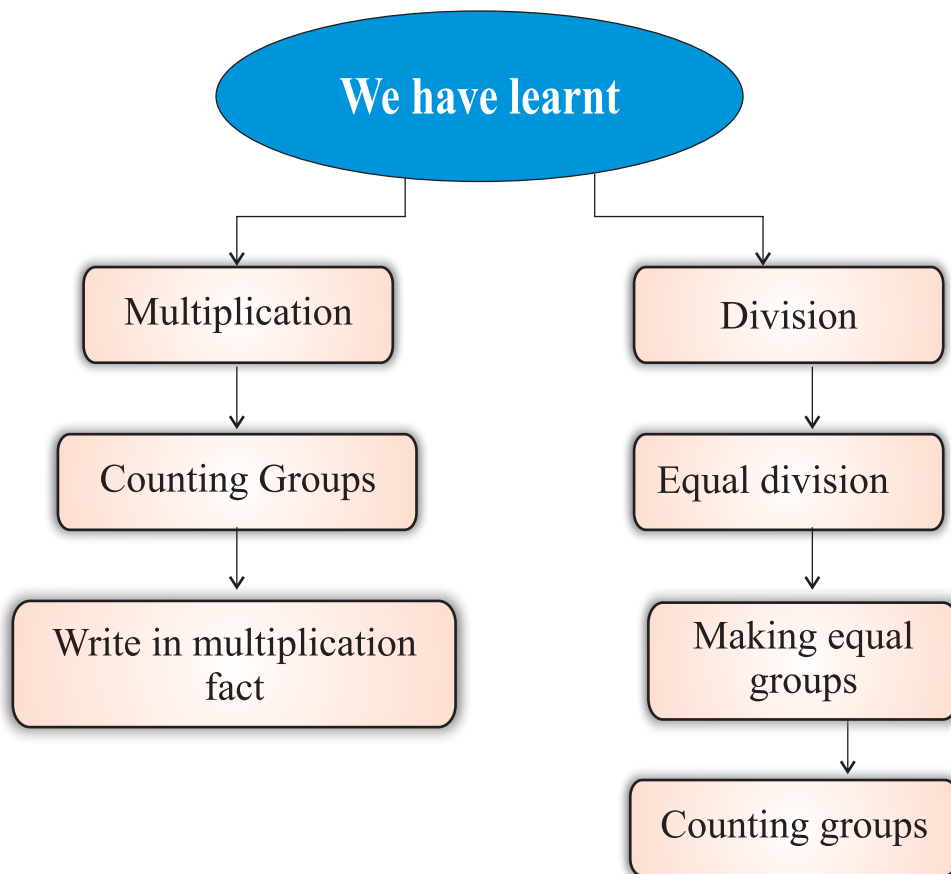 We have learnt
Multiplication
Counting Groups
Write in multiplication
fact
Division
Equal division
Making equal
groups
Counting groups